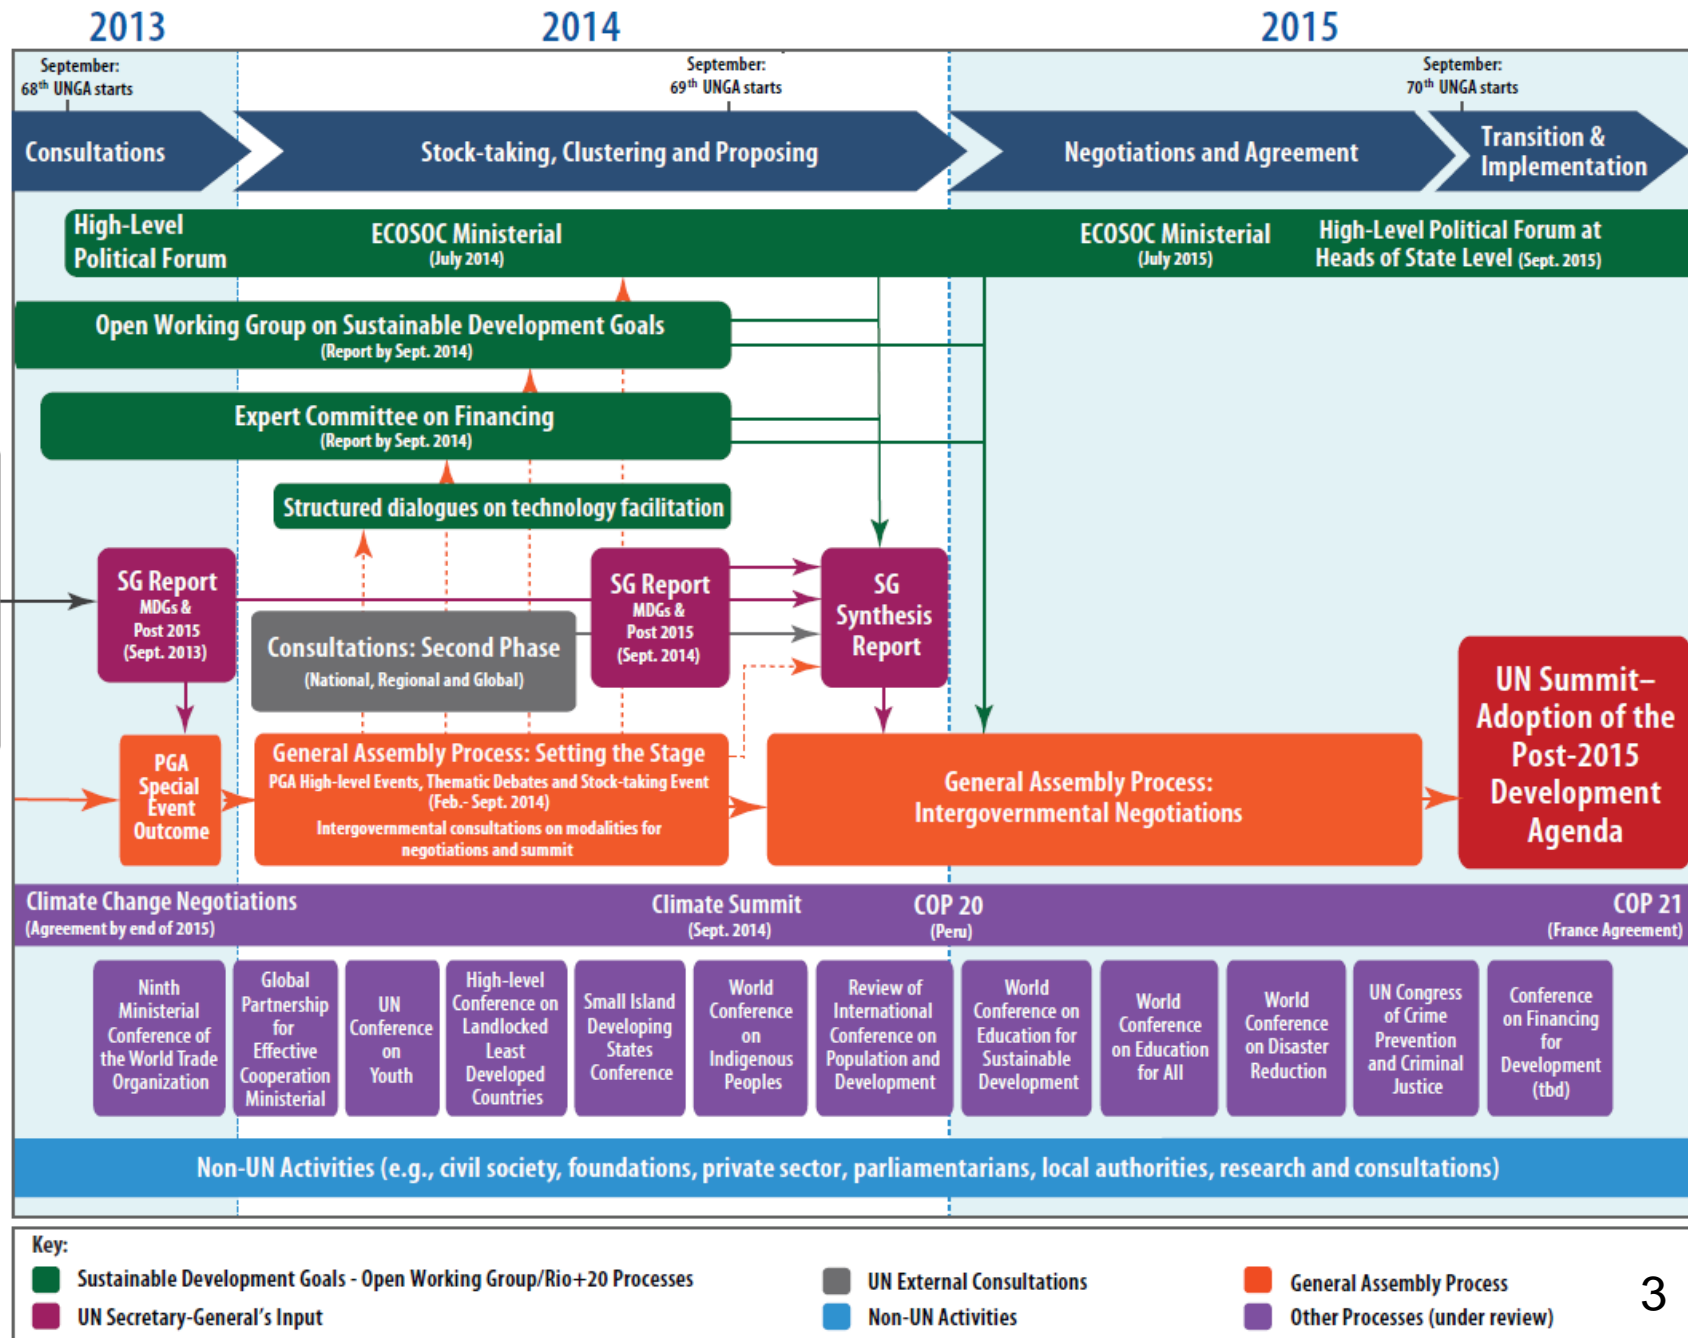 2013
2014
2015
September:
68th UNGA starts
September:
69th UNGA starts
September:
70th UNGA starts
Consultations
Stock-taking, Clustering and Proposing
Negotiations and Agreement
Transition &
Implementation
High-Level
Political Forum
ECOSOC Ministerial
(July 2014)
ECOSOC Ministerial
(July 2015)
High-Level Political Forum at
Heads of State Level (Sept. 2015)
Open Working Group on Sustainable Development Goals
(Report by Sept. 2014)
Expert Committee on Financing
(Report by Sept. 2014)
Structured dialogues on technology facilitation
SG Report
MDGs &
Post 2015
(Sept. 2013)
Consultations: Second Phase
(National, Regional and Global)
SG Report
MDGs &
Post 2015
(Sept. 2014)
SG
Synthesis
Report
PGA
Special
Event
Outcome
General Assembly Process: Setting the Stage
PGA High-level Events, Thematic Debates and Stock-taking Event
(Feb.- Sept. 2014)
Intergovernmental consultations on modalities for
negotiations and summit
General Assembly Process:
Intergovernmental Negotiations
UN Summit–
Adoption of the
Post-2015
Development
Agenda
Climate Change Negotiations
(Agreement by end of 2015)
Climate Summit
(Sept. 2014)
COP 20
(Peru)
COP 21
(France Agreement)
Ninth
Ministerial
Conference of
the World Trade
Organization
Global
Partnership
for
Effective
Cooperation
Ministerial
UN
Conference
on
Youth
High-level
Conference on
Landlocked
Least
Developed
Countries
Small Island
Developing
States
Conference
World
Conference
on
Indigenous
Peoples
Review of
International
Conference on
Population and
Development
World
Conference on
Education for
Sustainable
Development
World
Conference
on Education
for All
World
Conference
on Disaster
Reduction
UN Congress
of Crime
Prevention
and Criminal
Justice
Conference
on Financing
for
Development
(tbd)
Non-UN Activities (e.g., civil society, foundations, private sector, parliamentarians, local authorities, research and consultations)
Key:
Sustainable Development Goals - Open Working Group/Rio+20 Processes
UN Secretary-General's Input
UN External Consultations
Non-UN Activities
General Assembly Process
Other Processes (under review)
3